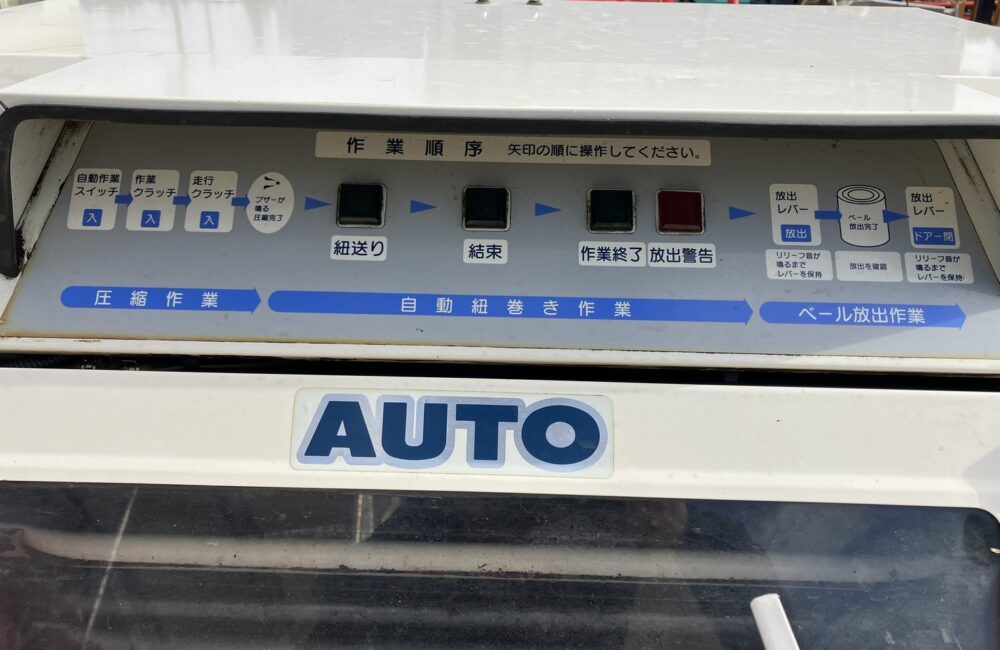 作業順序 矢印の順に操作してください。
自動作業
スイッチ
入
作業
クラッチ
入
走行
クラッチ
入
ブザーが
鳴る
圧縮完了
紐送り
結束
作業終了
放出警告
放出
レバー
放出
リリーフ音が
鳴るまで
レバーを保持
ベール
放出完了
放出を確認
放出
レバー
ドアー閉
リリーフ音が
鳴るまで
レバーを保持
圧縮作業
自動紐巻き作業
ベール放出作業
AUTO